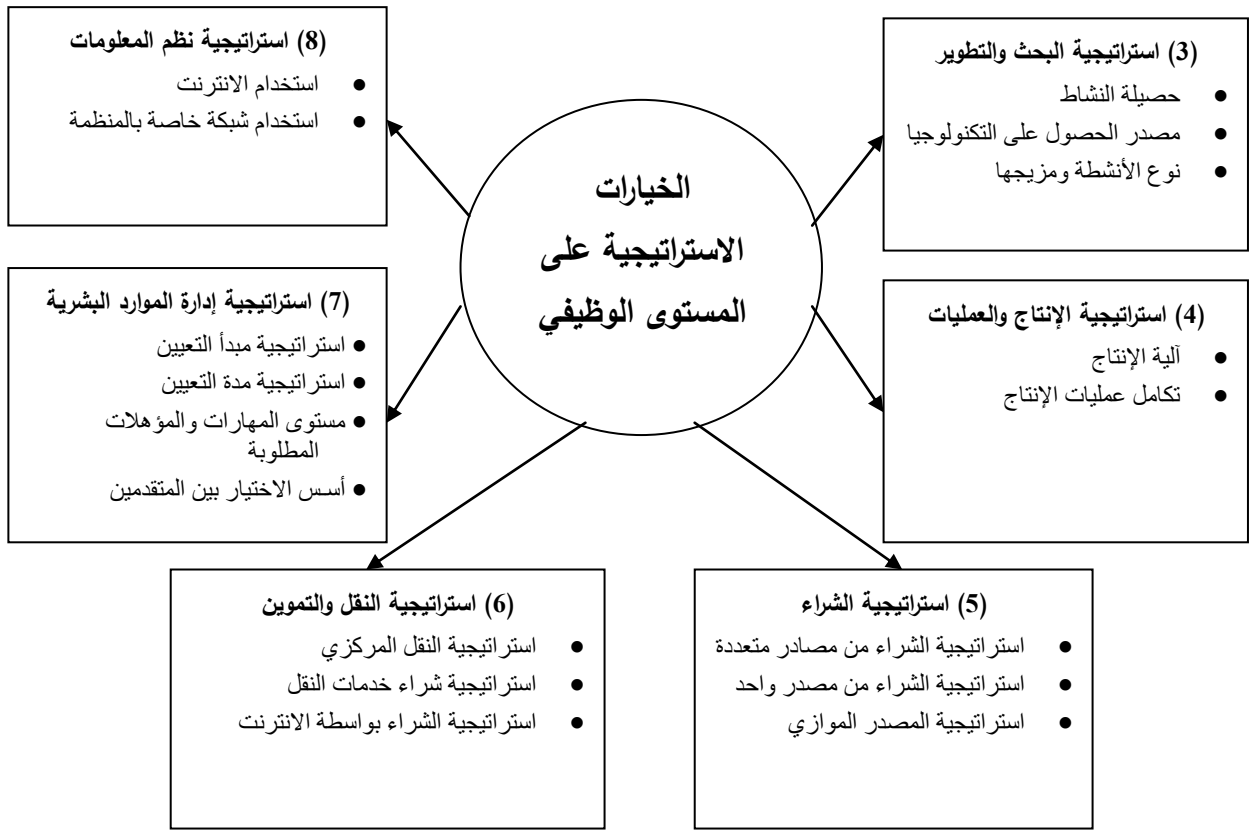 الخيارات
الاستراتيجية على
المستوى الوظيفي
(3) استراتيجية البحث والتطوير
● حصيلة النشاط
● مصدر الحصول على التكنولوجيا
● نوع الأنشطة ومزيجها
(4) استراتيجية الإنتاج والعمليات
● آلية الإنتاج
● تكامل عمليات الإنتاج
(5) استراتيجية الشراء
● استراتيجية الشراء من مصادر متعددة
● استراتيجية الشراء من مصدر واحد
● استراتيجية المصدر الموازي
(6) استراتيجية النقل والتموين
● استراتيجية النقل المركزي
● استراتيجية شراء خدمات النقل
● استراتيجية الشراء بواسطة الانترنت
(7) استراتيجية إدارة الموارد البشرية
● استراتيجية مبدأ التعيين
● استراتيجية مدة التعيين
● مستوى المهارات والمؤهلات
المطلوبة
● أسس الاختيار بين المتقدمين
(8) استراتيجية نظم المعلومات
● استخدام الانترنت
● استخدام شبكة خاصة بالمنظمة